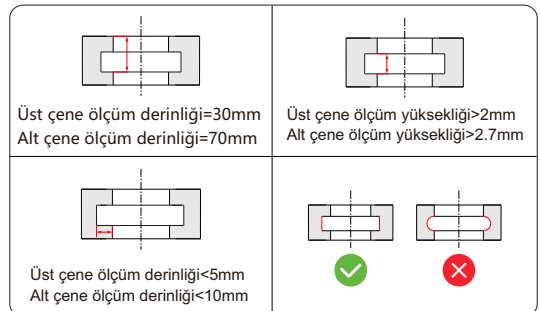 Üst çene ölçüm derinliği=30mm
Alt çene ölçüm derinliği=70mm
Üst çene ölçüm yüksekliği>2mm
Alt çene ölçüm yüksekliği>2.7mm
Üst çene ölçüm derinliği<5mm
Alt çene ölçüm derinliği<10mm